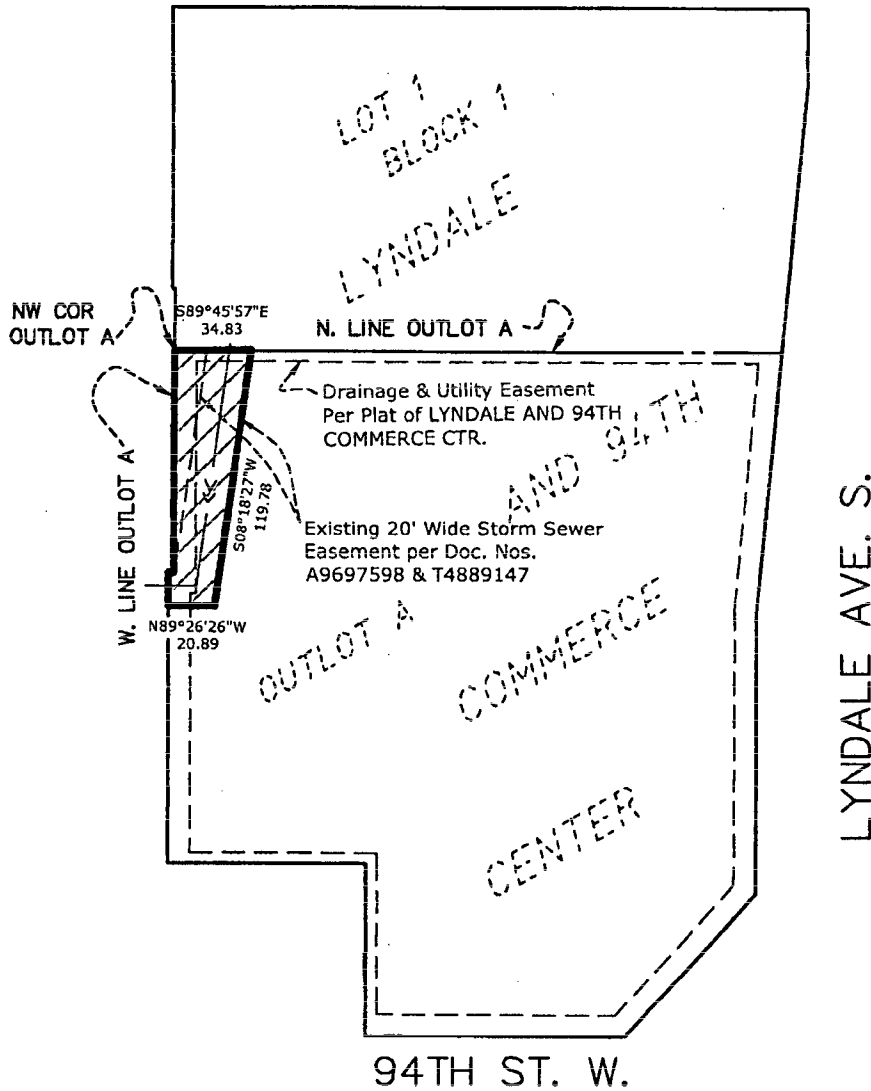 LOT 1
BLOCK 1
LYNDALE
NW COR
OUTLOT A
S89°45'57"E
34.83
N. LINE OUTLOT A
Drainage & Utility Easement
Per Plat of LYNDALE AND 94TH
COMMERCE CTR.
AND 94TH
W. LINE OUTLOT A
S08°18'27"W
119.78
Existing 20' Wide Storm Sewer
Easement per Doc. Nos.
A9697598 & T4889147
N89°26'26"W
20.89
OUTLOT A
COMMERCE
CENTER
LYNDALE AVE. S.
94TH ST. W.